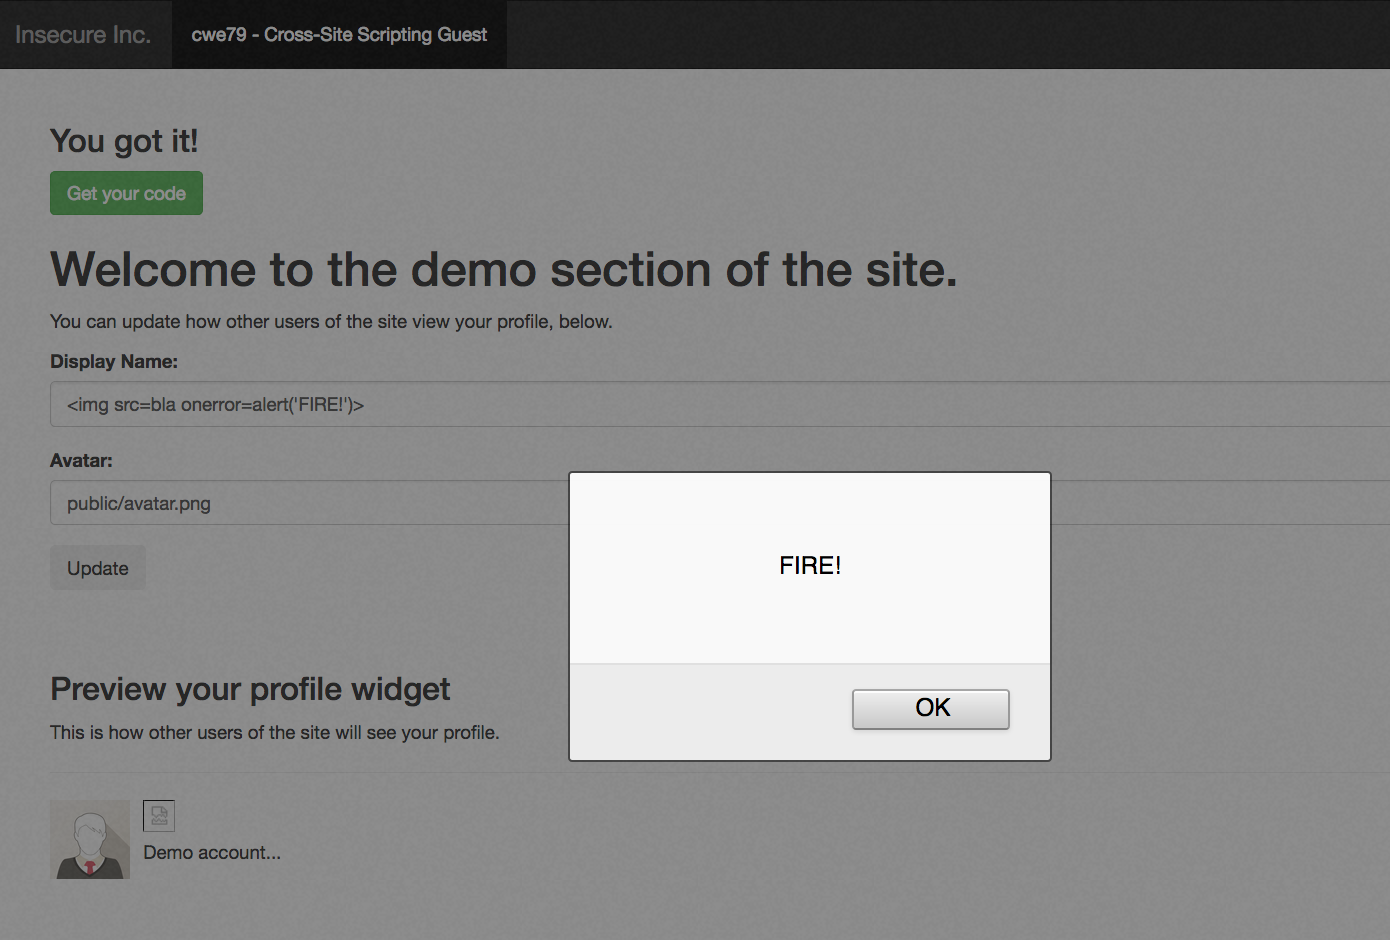 Insecure Inc. cwe79 - Cross-Site Scripting Guest
You got it!
Get your code
Welcome to the demo section of the site.
You can update how other users of the site view your profile, below.
Display Name:
<img src=bla onerror=alert('FIRE!')>
Avatar:
public/avatar.png
Update
FIRE!
OK
Preview your profile widget
This is how other users of the site will see your profile.
Demo account...